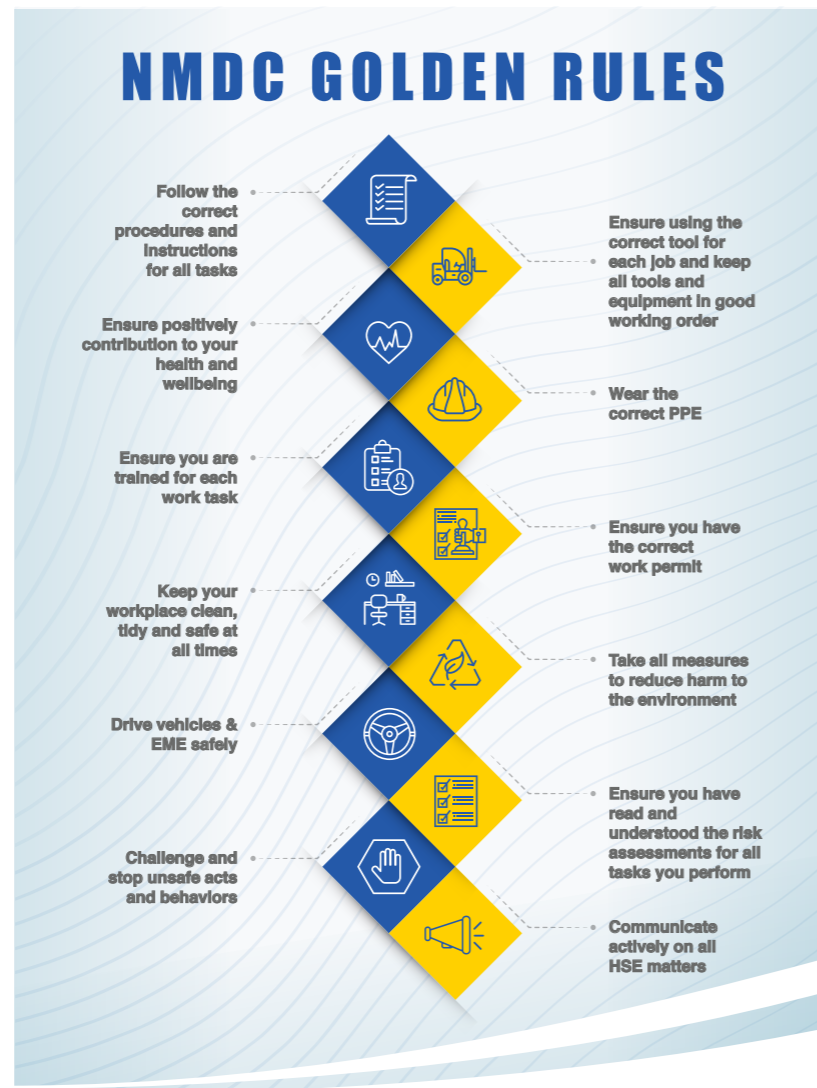 NMDC GOLDEN RULES
Follow the
correct
procedures and
instructions
for all tasks
Ensure using the
correct tool for
each job and keep
all tools and
equipment in good
working order
Ensure positively
contribution to your
health and
wellbeing
Wear the
correct PPE
Ensure you are
trained for each
work task
Ensure you have
the correct
work permit
Keep your
workplace clean,
tidy and safe at
all times
Take all measures
to reduce harm to
the environment
Drive vehicles &
EME safely
Ensure you have
read and
understood the risk
assessments for all
tasks you perform
Challenge and
stop unsafe acts
and behaviors
Communicate
actively on all
HSE matters